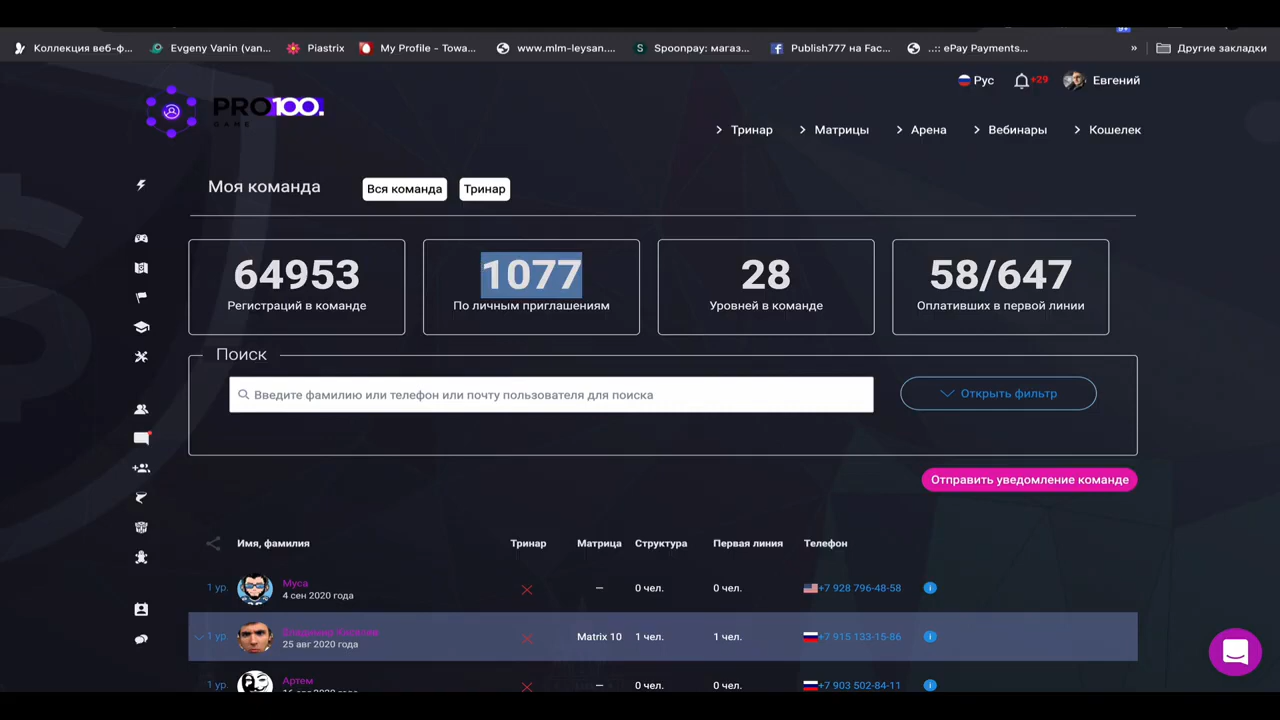 Коллекция веб-ф...
Evgeny Vanin (van...
Piastrix
My Profile - Towa...
www.mlm-leysan....
Spoonpay: магаз...
Publish777 на Fac...
..:: ePay Payments...
»
Другие закладки
Рус
+29
Евгений
PRO100.
GAME
Тринар
Матрицы
Арена
Вебинары
Кошелек
Моя команда
Вся команда
Тринар
64953
Регистраций в команде
1077
По личным приглашениям
28
Уровней в команде
58/647
Оплативших в первой линии
Поиск
Введите фамилию или телефон или почту пользователя для поиска
Открыть фильтр
Отправить уведомление команде
Имя, фамилия
Тринар
Матрица
Структура
Первая линия
Телефон
1 ур.
Муса
4 сен 2020 года
—
0 чел.
0 чел.
+7 928 796-48-58
1 ур.
Владимир
25 авг 2020 года
Matrix 10
1 чел.
1 чел.
+7 915 133-15-86
1 ур.
Артем
—
0 чел.
0 чел.
+7 903 502-84-11